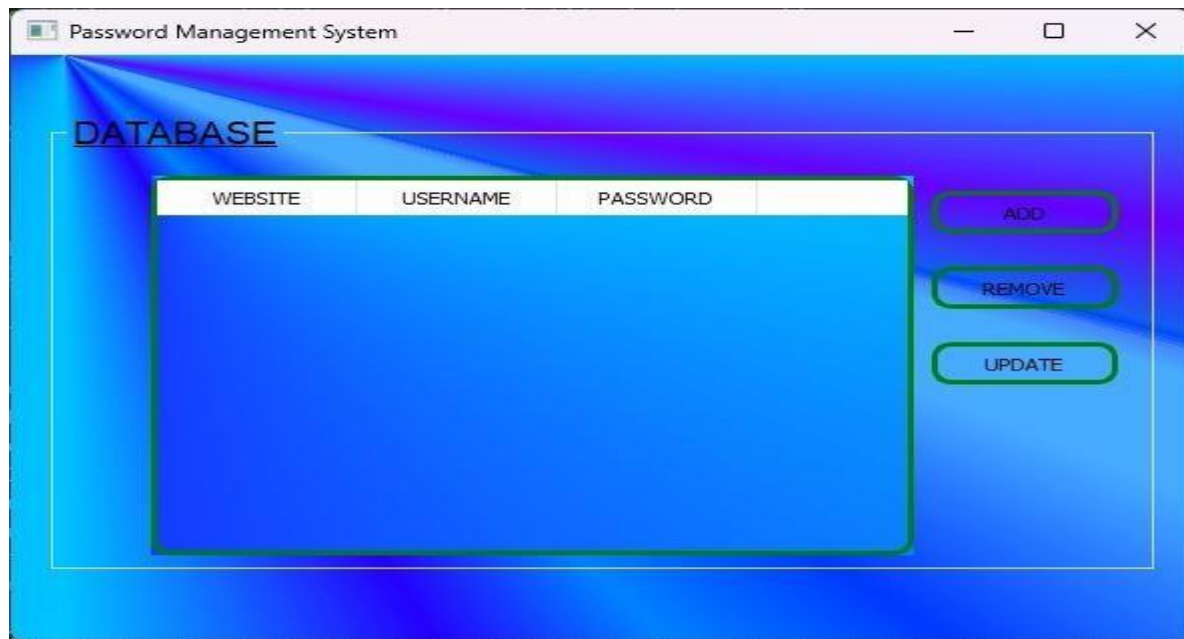 Password Management System
DATABASE
WEBSITE USERNAME PASSWORD
ADD
REMOVE
UPDATE